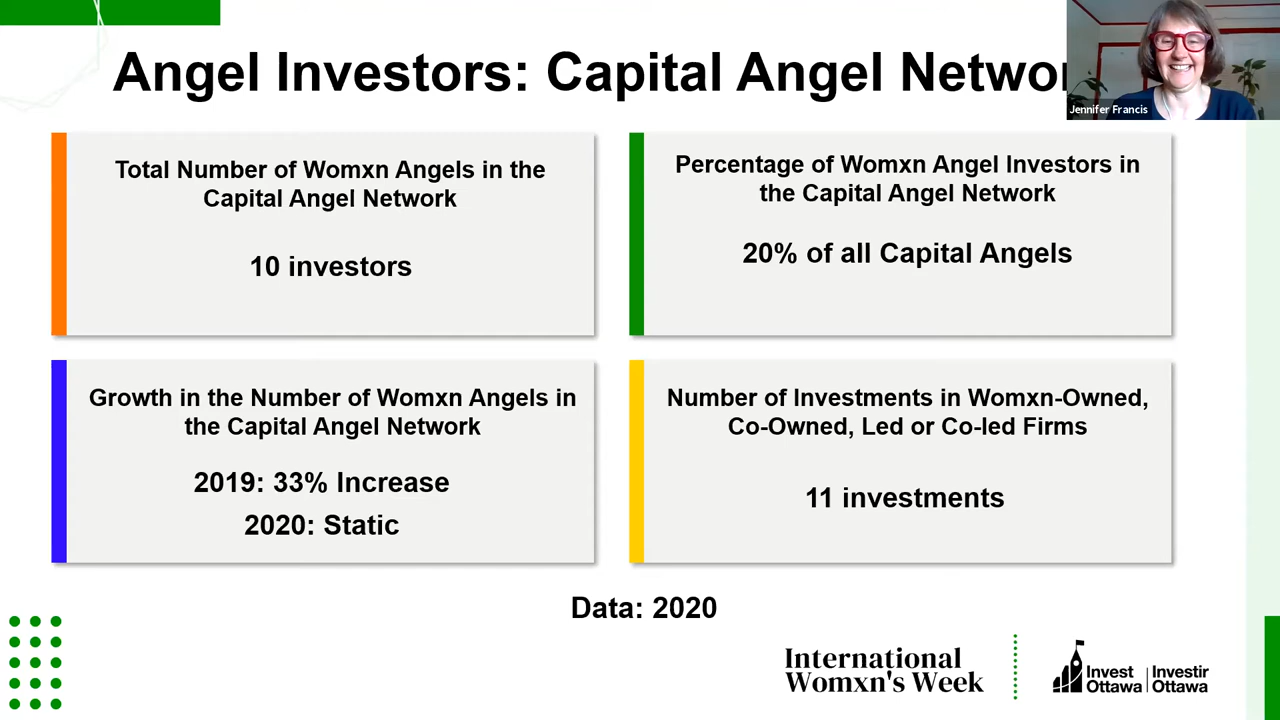 Angel Investors: Capital Angel Networ
Jennifer Francis
Total Number of Womxn Angels in the
Capital Angel Network
10 investors
Percentage of Womxn Angel Investors in
the Capital Angel Network
20% of all Capital Angels
Growth in the Number of Womxn Angels in
the Capital Angel Network
2019: 33% Increase
2020: Static
Number of Investments in Womxn-Owned,
Co-Owned, Led or Co-led Firms
11 investments
Data: 2020
International
Womxn's Week
Invest
Ottawa
Investir
Ottawa